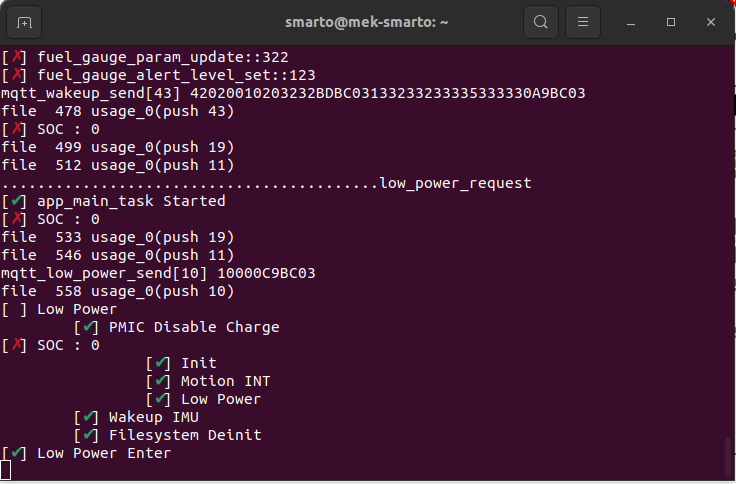 smarto@mek-smarto: ~
[✗] fuel_gauge_param_update::322
[✗] fuel_gauge_alert_level_set::123
mqtt_wakeup_send[43] 42020010203232BDBC03133233233335333330A9BC03
file  478 usage_0(push 43)
[✗] SOC : 0
file  499 usage_0(push 19)
file  512 usage_0(push 11)
..........................................low_power_request
[✔] app_main_task Started
[✗] SOC : 0
file  533 usage_0(push 19)
file  546 usage_0(push 11)
mqtt_low_power_send[10] 10000C9BC03
file  558 usage_0(push 10)
[ ] Low Power
        [✔] PMIC Disable Charge
[✗] SOC : 0
                [✔] Init
                [✔] Motion INT
                [✔] Low Power
        [✔] Wakeup IMU
        [✔] Filesystem Deinit
[✔] Low Power Enter